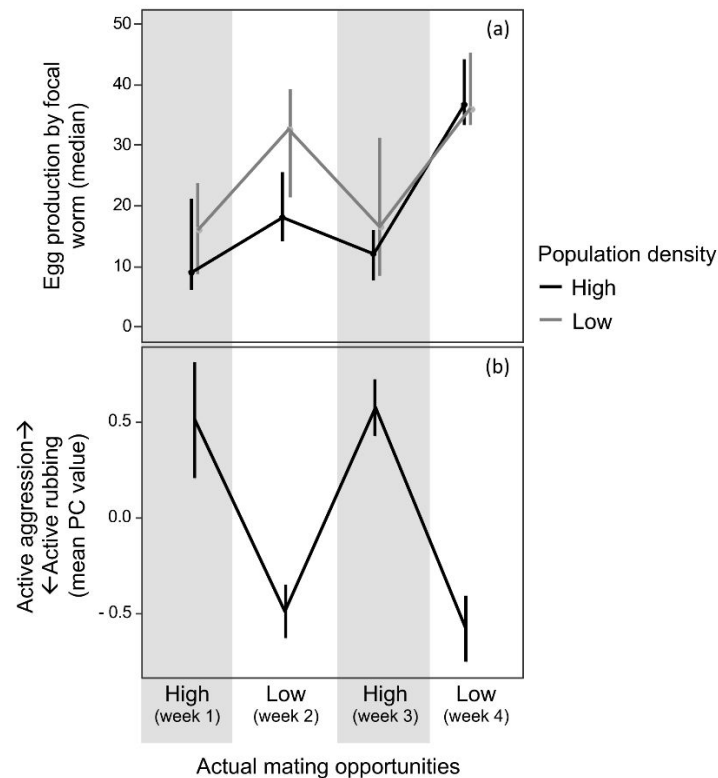 (a)
50
40
30
20
10
0
Egg production by focal
worm (median)
Population density
High
Low
(b)
0.5
0.0
- 0.5
Active aggression→
←Active rubbing
(mean PC value)
High
(week 1)
Low
(week 2)
High
(week 3)
Low
(week 4)
Actual mating opportunities